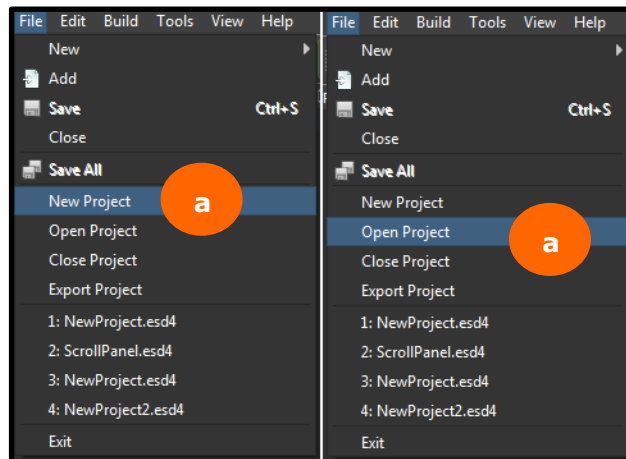 File Edit Build Tools View Help
New
Add
Save Ctrl+S
Close
Save All
New Project
a
Open Project
Close Project
Export Project
1: NewProject.esd4
2: ScrollPanel.esd4
3: NewProject.esd4
4: NewProject2.esd4
Exit
File Edit Build Tools View Help
New
Add
Save Ctrl+S
Close
Save All
New Project
Open Project
a
Close Project
Export Project
1: NewProject.esd4
2: ScrollPanel.esd4
3: NewProject.esd4
4: NewProject2.esd4
Exit